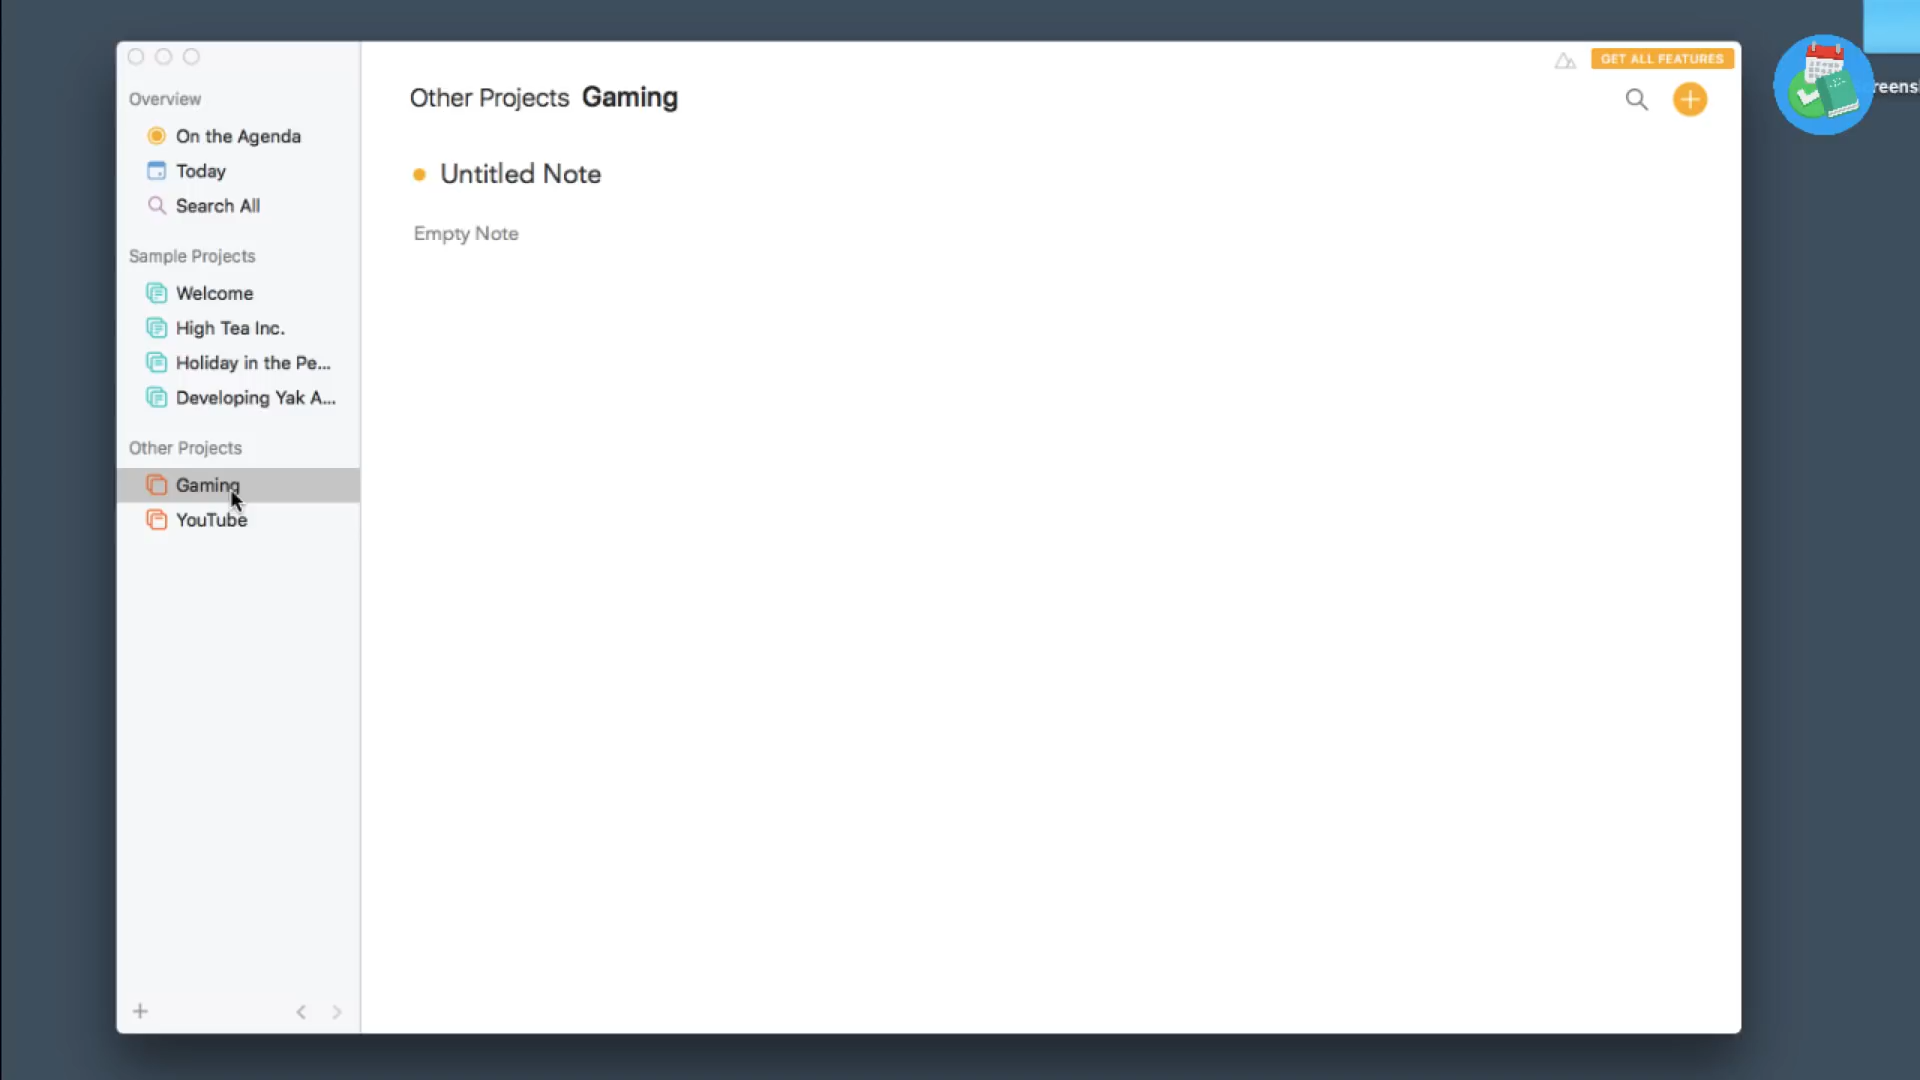 GET ALL FEATURES
Other Projects Gaming
Overview
On the Agenda
Today
Search All
Sample Projects
Welcome
High Tea Inc.
Holiday in the Pe...
Developing Yak A...
Other Projects
Gaming
YouTube
Untitled Note
Empty Note
reensl